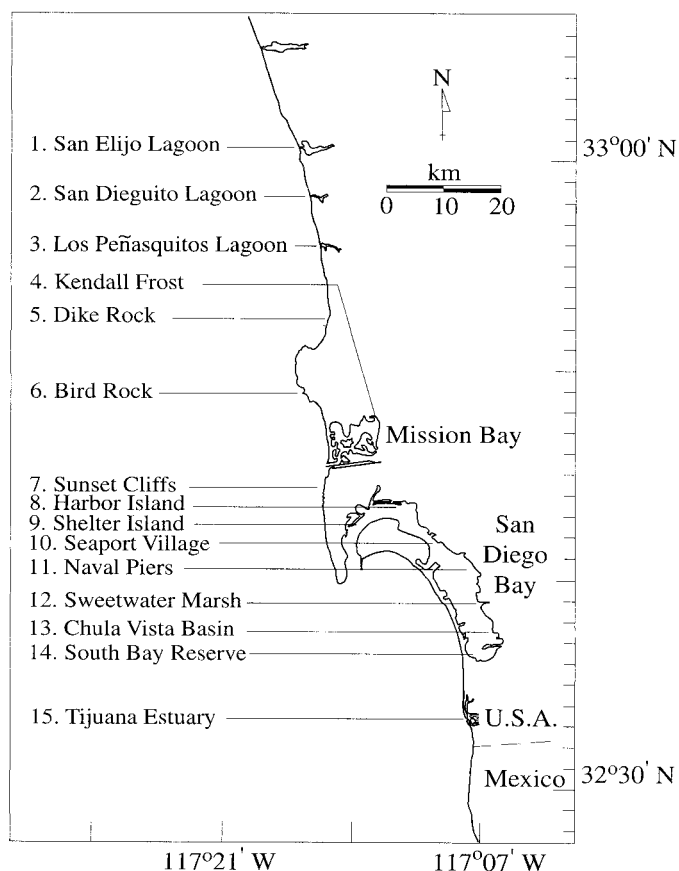 N
33°00' N
km
0 10 20
1. San Elijo Lagoon
2. San Dieguito Lagoon
3. Los Peñasquitos Lagoon
4. Kendall Frost
5. Dike Rock
6. Bird Rock
Mission Bay
7. Sunset Cliffs
8. Harbor Island
9. Shelter Island
10. Seaport Village
11. Naval Piers
San
Diego
Bay
12. Sweetwater Marsh
13. Chula Vista Basin
14. South Bay Reserve
15. Tijuana Estuary
U.S.A.
Mexico
32°30' N
117°21' W
117°07' W